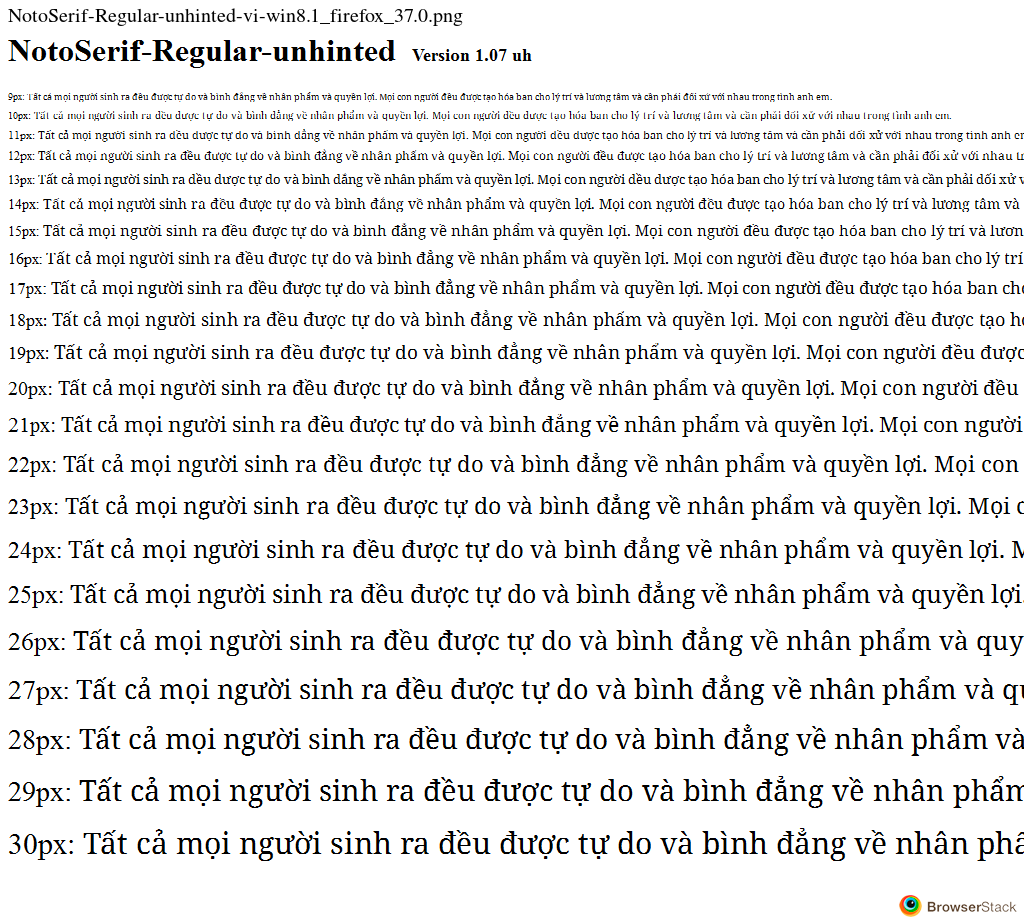 NotoSerif-Regular-unhinted-vi-win8.1_firefox_37.0.png
NotoSerif-Regular-unhinted Version 1.07 uh
9px: Tất cả mọi người sinh ra đều được tự do và bình đẳng về nhân phẩm và quyền lợi. Mọi con người đều được tạo hóa ban cho lý trí và lương tâm và cần phải đối xử với nhau trong tình anh em.
10px: Tất cả mọi người sinh ra đều được tự do và bình đẳng về nhân phẩm và quyền lợi. Mọi con người đều được tạo hóa ban cho lý trí và lương tâm và cần phải đối xử với nhau trong tình anh em.
11px: Tất cả mọi người sinh ra đều được tự do và bình đẳng về nhân phẩm và quyền lợi. Mọi con người đều được tạo hóa ban cho lý trí và lương tâm và cần phải đối xử với nhau trong tình anh em
12px: Tất cả mọi người sinh ra đều được tự do và bình đẳng về nhân phẩm và quyền lợi. Mọi con người đều được tạo hóa ban cho lý trí và lương tâm và cần phải đối xử với nhau
13px: Tất cả mọi người sinh ra đều được tự do và bình đẳng về nhân phẩm và quyền lợi. Mọi con người đều được tạo hóa ban cho lý trí và lương tâm và cần phải đối xử
14px: Tất cả mọi người sinh ra đều được tự do và bình đẳng về nhân phẩm và quyền lợi. Mọi con người đều được tạo hóa ban cho lý trí và lương tâm và
15px: Tất cả mọi người sinh ra đều được tự do và bình đẳng về nhân phẩm và quyền lợi. Mọi con người đều được tạo hóa ban cho lý trí và lươn
16px: Tất cả mọi người sinh ra đều được tự do và bình đẳng về nhân phẩm và quyền lợi. Mọi con người đều được tạo hóa ban cho lý trí
17px: Tất cả mọi người sinh ra đều được tự do và bình đẳng về nhân phẩm và quyền lợi. Mọi con người đều được tạo hóa ban cho
18px: Tất cả mọi người sinh ra đều được tự do và bình đẳng về nhân phẩm và quyền lợi. Mọi con người đều được tạo h
19px: Tất cả mọi người sinh ra đều được tự do và bình đẳng về nhân phẩm và quyền lợi. Mọi con người đều được
20px: Tất cả mọi người sinh ra đều được tự do và bình đẳng về nhân phẩm và quyền lợi. Mọi con người đều
21px: Tất cả mọi người sinh ra đều được tự do và bình đẳng về nhân phẩm và quyền lợi. Mọi con người
22px: Tất cả mọi người sinh ra đều được tự do và bình đẳng về nhân phẩm và quyền lợi. Mọi con
23px: Tất cả mọi người sinh ra đều được tự do và bình đẳng về nhân phẩm và quyền lợi. Mọi c
24px: Tất cả mọi người sinh ra đều được tự do và bình đẳng về nhân phẩm và quyền lợi. M
25px: Tất cả mọi người sinh ra đều được tự do và bình đẳng về nhân phẩm và quyền lợi.
26px: Tất cả mọi người sinh ra đều được tự do và bình đẳng về nhân phẩm và quy
27px: Tất cả mọi người sinh ra đều được tự do và bình đẳng về nhân phẩm và qu
28px: Tất cả mọi người sinh ra đều được tự do và bình đẳng về nhân phẩm và
29px: Tất cả mọi người sinh ra đều được tự do và bình đẳng về nhân phẩm
30px: Tất cả mọi người sinh ra đều được tự do và bình đẳng về nhân phẩ
BrowserStack